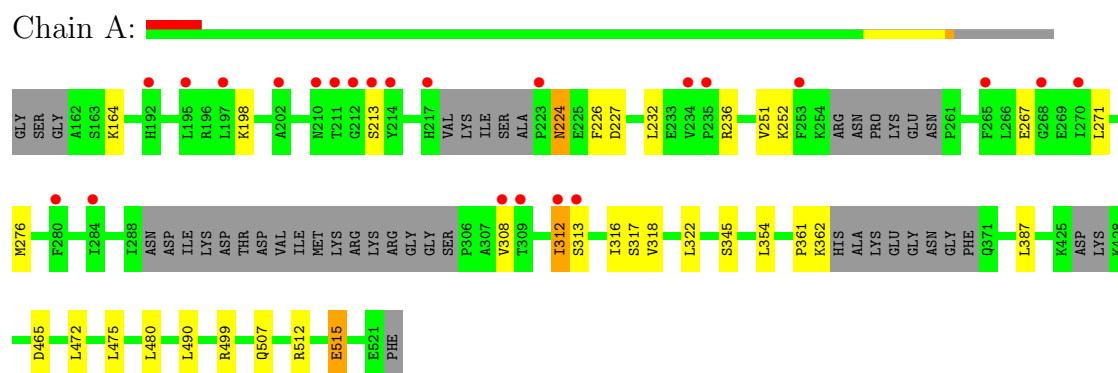 Chain A:
GLY SER GLY A162 S163 K164 H192 L195 R196 L197 K198 A202 N210 T211 G212 S213 Y214 H217 VAL LYS ILE SER ALA P223 N224 E225 F226 D227 L232 E233 V234 P235 R236 V251 K252 F253 K254 ARG ASN PRO LYS GLU ASN P261 F265 L266 E267 G268 E269 I270 L271
M276 F280 I284 I288 ASN ASP ILE LYS ASP THR ASP VAL ILE MET LYS ARG LYS ARG GLY GLY SER P306 A307 V308 T309 I312 S313 I316 S317 V318 L322 S345 L354 P361 K362 HIS ALA LYS GLU GLY ASN GLY PHE Q371 L387 K425 ASP LYS K428
D465 L472 L475 L480 L490 R499 Q507 R512 E515 E521 PHE